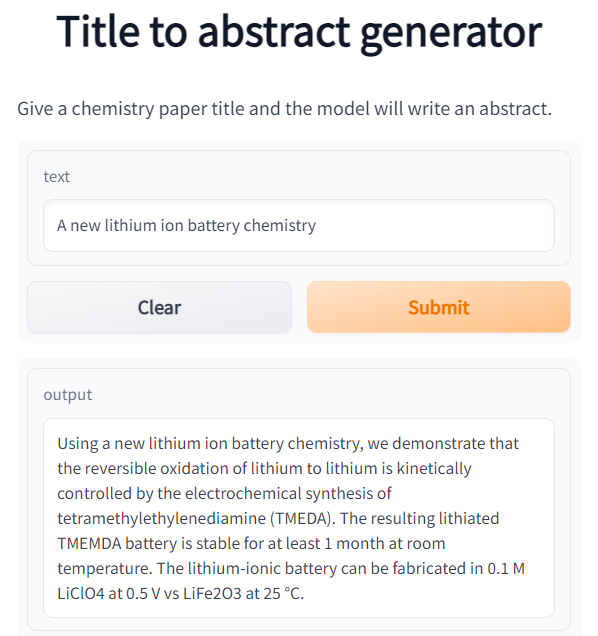 Title to abstract generator
Give a chemistry paper title and the model will write an abstract.
text
A new lithium ion battery chemistry
Clear
Submit
output
Using a new lithium ion battery chemistry, we demonstrate that
the reversible oxidation of lithium to lithium is kinetically
controlled by the electrochemical synthesis of
tetramethylethylenediamine (TMEDA). The resulting lithiated
TMEMDA battery is stable for at least 1 month at room
temperature. The lithium-ionic battery can be fabricated in 0.1 M
LiClO4 at 0.5 V vs LiFe2O3 at 25 °C.